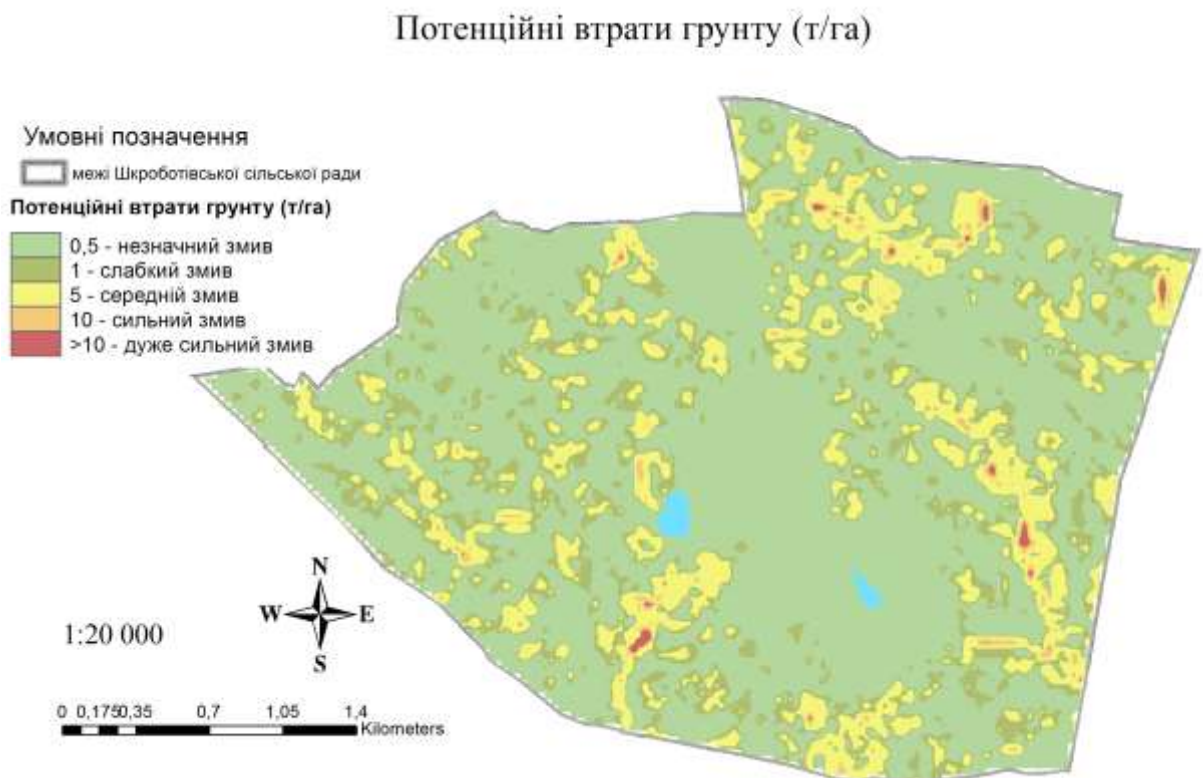 Потенційні втрати грунту (т/га)
Умовні позначення
межі Шкроботівської сільської ради
Потенційні втрати грунту (т/га)
0,5 - незначний змив
1 - слабкий змив
5 - середній змив
10 - сильний змив
>10 - дуже сильний змив
N
W E
S
1:20 000
0 0,1750,35 0,7 1,05 1,4
Kilometers